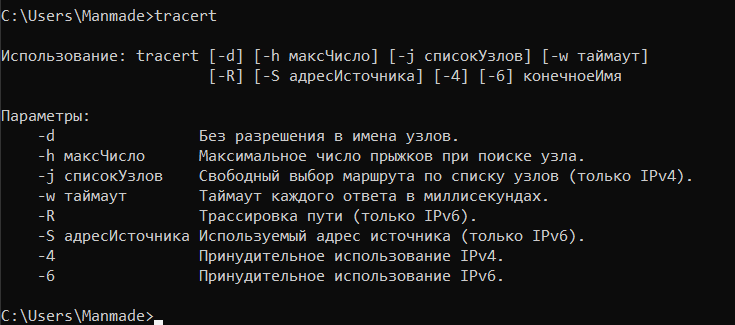 C:\Users\Manmade>tracert
Использование: tracert [-d] [-h максЧисло] [-j списокУзлов] [-w таймаут]
[-R] [-S адресИсточника] [-4] [-6] конечноеИмя
Параметры:
-d Без разрешения в имена узлов.
-h максЧисло Максимальное число прыжков при поиске узла.
-j списокУзлов Свободный выбор маршрута по списку узлов (только IPv4).
-w таймаут Таймаут каждого ответа в миллисекундах.
-R Трассировка пути (только IPv6).
-S адресИсточника Используемый адрес источника (только IPv6).
-4 Принудительное использование IPv4.
-6 Принудительное использование IPv6.
C:\Users\Manmade>